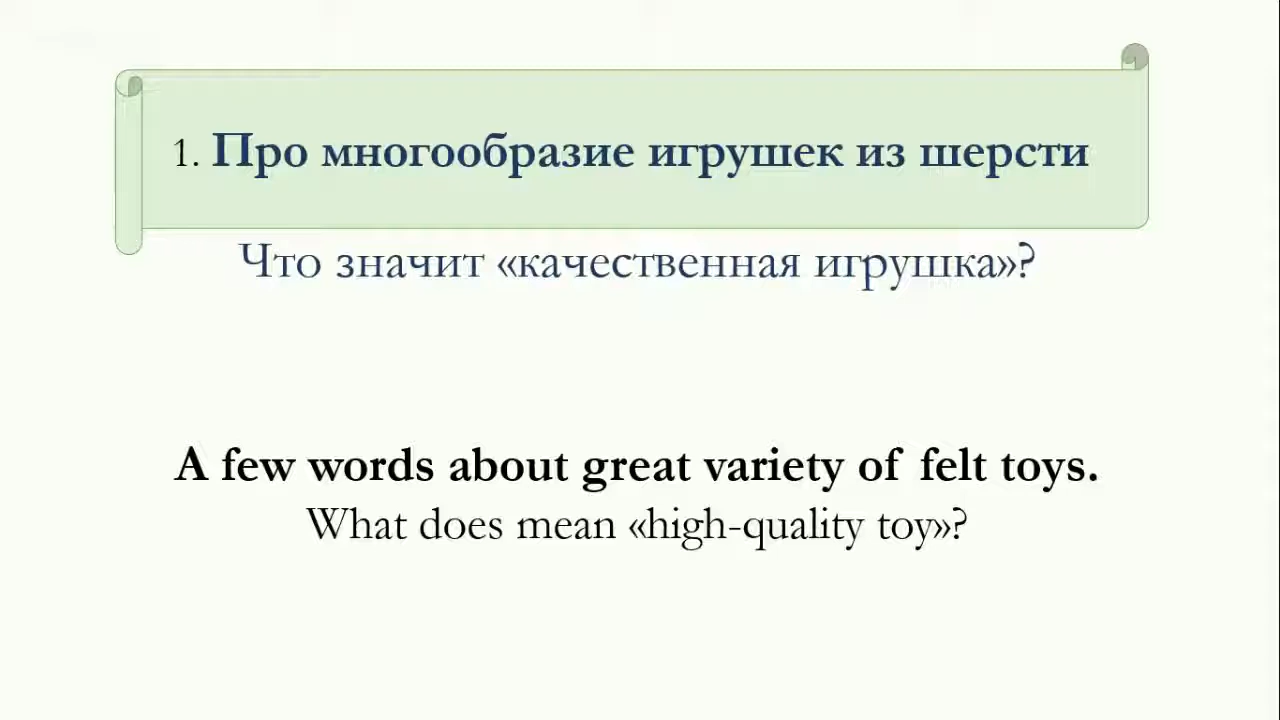 1. Про многообразие игрушек из шерсти
Что значит «качественная игрушка»?
A few words about great variety of felt toys.
What does mean «high-quality toy»?